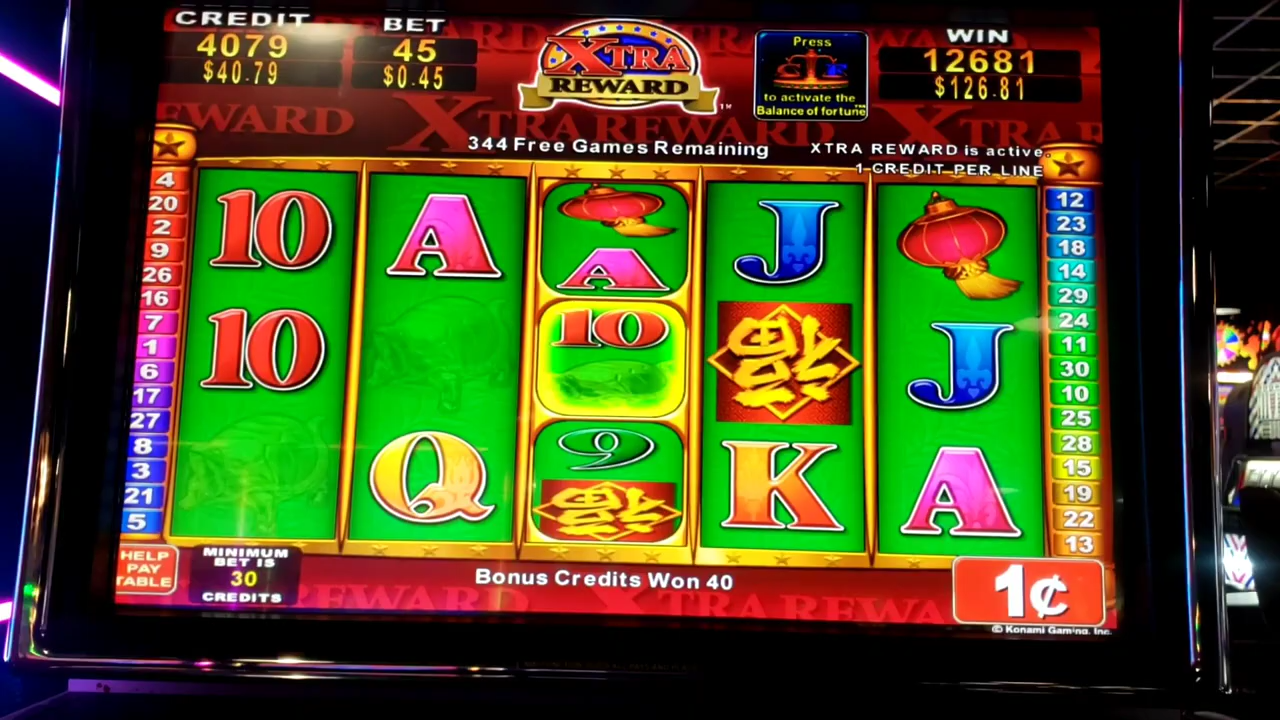 CREDIT
4079
$40.79
BET
45
$0.45
XTRA
REWARD
™
Press
to activate the
Balance of fortune™
WIN
12681
$126.81
344 Free Games Remaining
XTRA REWARD is active.
1 CREDIT PER LINE
4
20
2
9
26
16
7
1
6
17
27
8
3
21
5
10
A
J
A
10
10
J
福
J
9
Q
福
K
A
12
23
18
14
29
24
11
30
10
25
28
15
19
22
13
HELP
PAY
TABLE
MINIMUM
BET IS
30
CREDITS
Bonus Credits Won 40
1¢
© Konami Gaming, Inc.